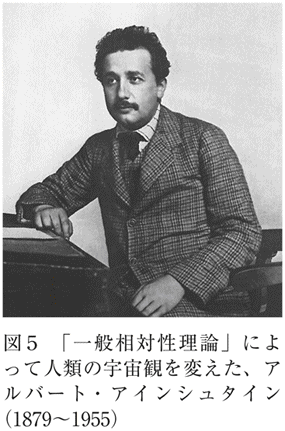 図5　「一般相対性理論」によ
って人類の宇宙観を変えた、ア
ルバート・アインシュタイン
(1879〜1955)